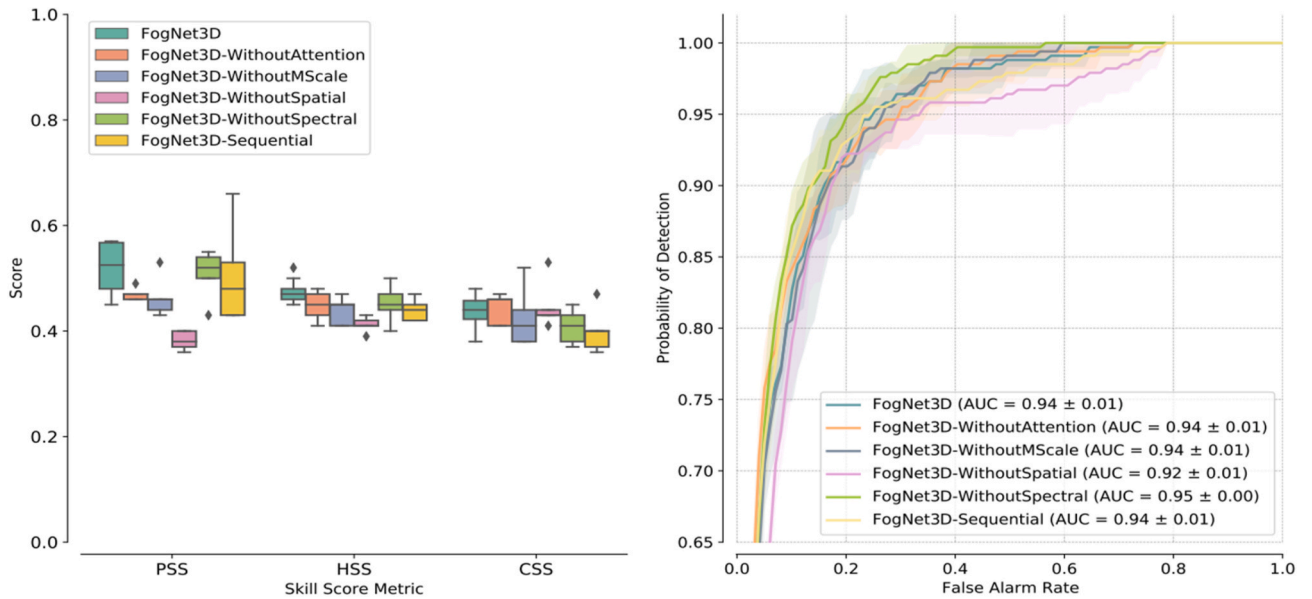 1.0
0.8
0.6
0.4
0.2
0.0
Score
FogNet3D
FogNet3D-WithoutAttention
FogNet3D-WithoutMScale
FogNet3D-WithoutSpatial
FogNet3D-WithoutSpectral
FogNet3D-Sequential
PSS
HSS
CSS
Skill Score Metric
1.00
0.95
0.90
0.85
0.80
0.75
0.70
0.65
Probability of Detection
FogNet3D (AUC = 0.94 ± 0.01)
FogNet3D-WithoutAttention (AUC = 0.94 ± 0.01)
FogNet3D-WithoutMScale (AUC = 0.94 ± 0.01)
FogNet3D-WithoutSpatial (AUC = 0.92 ± 0.01)
FogNet3D-WithoutSpectral (AUC = 0.95 ± 0.00)
FogNet3D-Sequential (AUC = 0.94 ± 0.01)
0.0
0.2
0.4
0.6
0.8
1.0
False Alarm Rate